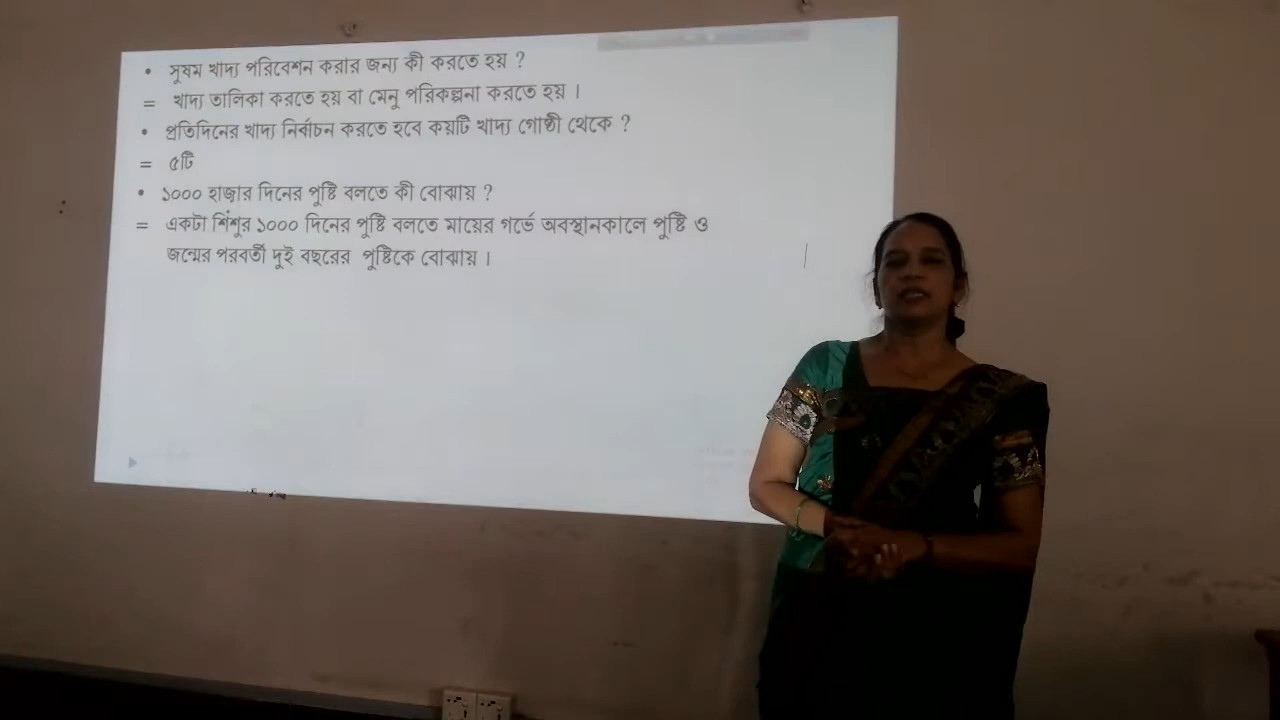 • সুষম খাদ্য পরিবেশন করার জন্য কী করতে হয় ?
= খাদ্য তালিকা করতে হয় বা মেনু পরিকল্পনা করতে হয় ।
• প্রতিদিনের খাদ্য নির্বাচন করতে হবে কয়টি খাদ্য গোষ্ঠী থেকে ?
= ৫টি
• ১০০০ হাজার দিনের পুষ্টি বলতে কী বোঝায় ?
= একটা শিশুর ১০০০ দিনের পুষ্টি বলতে মায়ের গর্ভে অবস্থানকালে পুষ্টি ও
জন্মের পরবর্তী দুই বছরের পুষ্টিকে বোঝায় ।